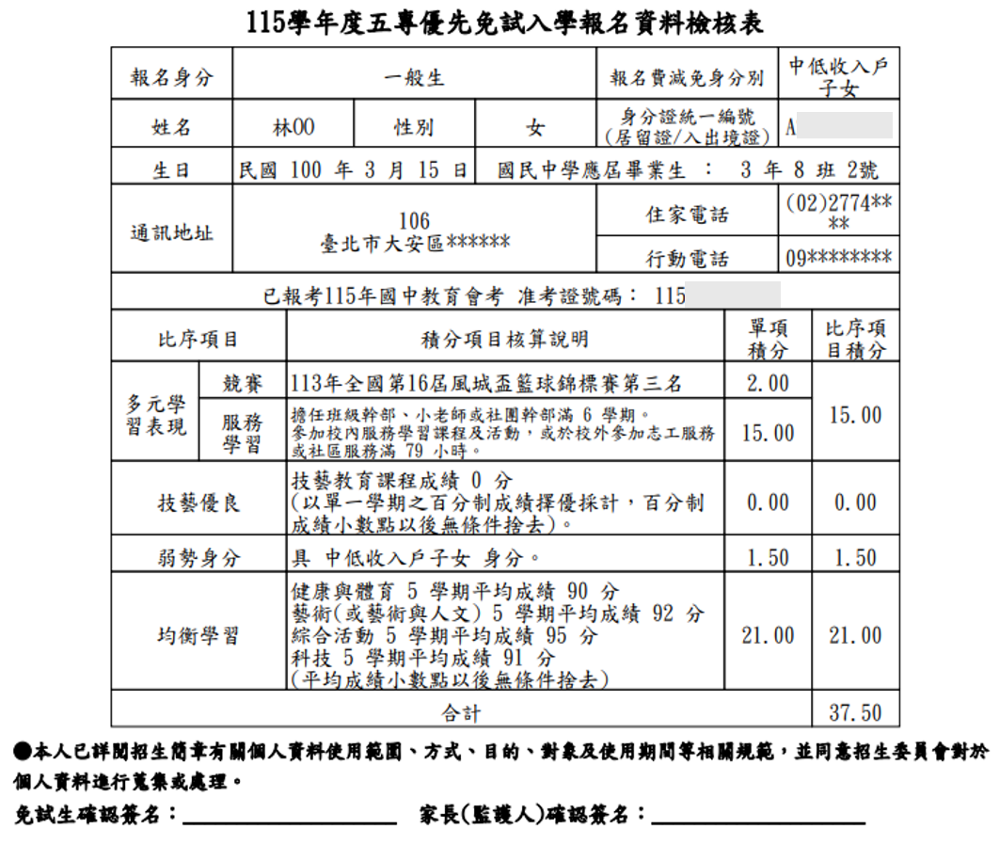 115學年度五專優先免試入學報名資料檢核表
報名身分 一般生 報名費減免身分別 中低收入戶
子女
姓名 林OO 性別 女 身分證統一編號
(居留證/入出境證) A
生日 民國 100 年 3 月 15 日 國民中學應屆畢業生 : 3 年 8 班 2號
通訊地址 106
臺北市大安區******
住家電話 (02)2774**
**
行動電話 09********
已報考115年國中教育會考 准考證號碼: 115
比序項目 積分項目核算說明 單項
積分 比序項
目積分
多元學
習表現 競賽 113年全國第16屆風城盃籃球錦標賽第三名 2.00 15.00
服務
學習 擔任班級幹部、小老師或社團幹部滿 6 學期。
參加校內服務學習課程及活動,或於校外參加志工服務
或社區服務滿 79 小時。 15.00
技藝優良 技藝教育課程成績 0 分
(以單一學期之百分制成績擇優採計,百分制
成績小數點以後無條件捨去)。 0.00 0.00
弱勢身分 具 中低收入戶子女 身分。 1.50 1.50
均衡學習 健康與體育 5 學期平均成績 90 分
藝術(或藝術與人文) 5 學期平均成績 92 分
綜合活動 5 學期平均成績 95 分
科技 5 學期平均成績 91 分
(平均成績小數點以後無條件捨去) 21.00 21.00
合計 37.50
●本人已詳閱招生簡章有關個人資料使用範圍、方式、目的、對象及使用期間等相關規範,並同意招生委員會對於
個人資料進行蒐集或處理。
免試生確認簽名: 家長(監護人)確認簽名: